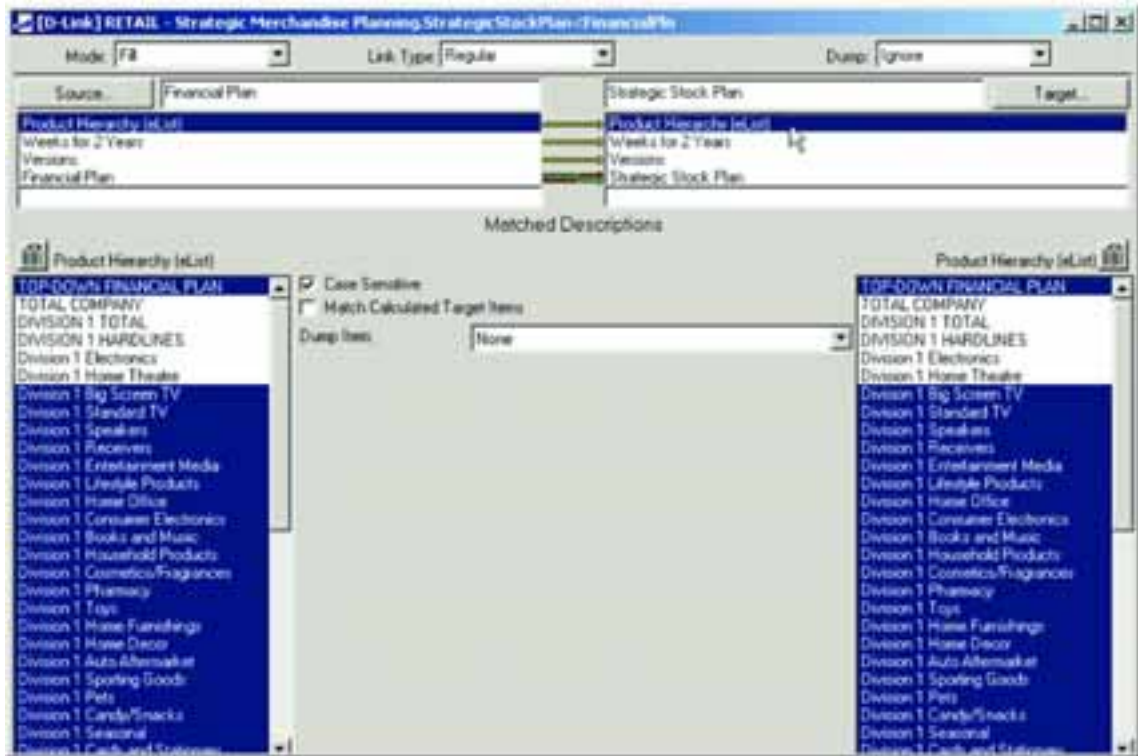 [D-Link] RETAIL - Strategic Merchandise Planning.StrategicStockPlan<FinancialPln
Mode: Fill Link Type: Regular Dump: Ignore
Source... Financial Plan Strategic Stock Plan Target...
Product Hierarchy (eList) Product Hierarchy (eList)
Weeks for 2 Years Weeks for 2 Years
Versions Versions
Financial Plan Strategic Stock Plan
Matched Descriptions
Product Hierarchy (eList) Product Hierarchy (eList)
TOP-DOWN FINANCIAL PLAN Case Sensitive TOP-DOWN FINANCIAL PLAN
TOTAL COMPANY Match Calculated Target Items TOTAL COMPANY
DIVISION 1 TOTAL DIVISION 1 TOTAL
DIVISION 1 HARDLINES Dump Item: None DIVISION 1 HARDLINES
Division 1 Electronics Division 1 Electronics
Division 1 Home Theatre Division 1 Home Theatre
Division 1 Big Screen TV Division 1 Big Screen TV
Division 1 Standard TV Division 1 Standard TV
Division 1 Speakers Division 1 Speakers
Division 1 Receivers Division 1 Receivers
Division 1 Entertainment Media Division 1 Entertainment Media
Division 1 Lifestyle Products Division 1 Lifestyle Products
Division 1 Home Office Division 1 Home Office
Division 1 Consumer Electronics Division 1 Consumer Electronics
Division 1 Books and Music Division 1 Books and Music
Division 1 Household Products Division 1 Household Products
Division 1 Cosmetics/Fragrances Division 1 Cosmetics/Fragrances
Division 1 Pharmacy Division 1 Pharmacy
Division 1 Toys Division 1 Toys
Division 1 Home Furnishings Division 1 Home Furnishings
Division 1 Home Decor Division 1 Home Decor
Division 1 Auto Aftermarket Division 1 Auto Aftermarket
Division 1 Sporting Goods Division 1 Sporting Goods
Division 1 Pets Division 1 Pets
Division 1 Candy/Snacks Division 1 Candy/Snacks
Division 1 Seasonal Division 1 Seasonal
Division 1 Cards and Stationery Division 1 Cards and Stationery